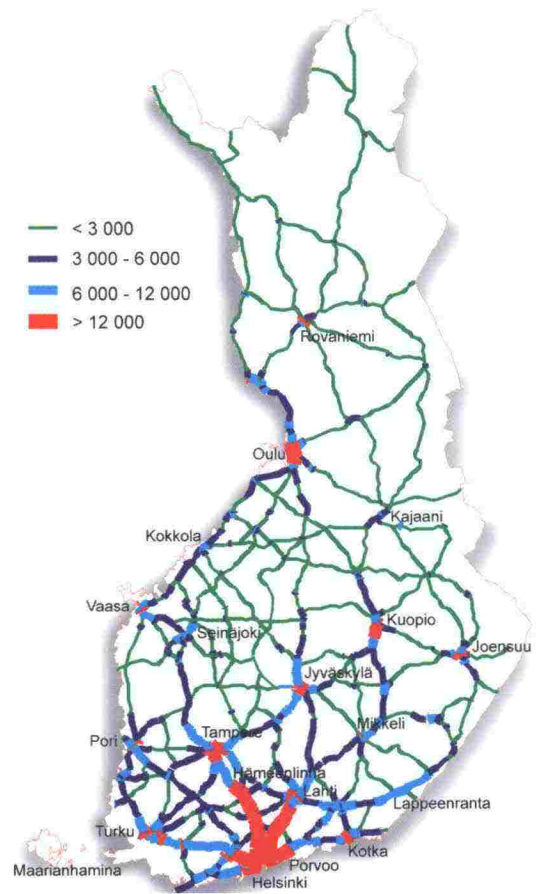 < 3 000
3 000 - 6 000
6 000 - 12 000
> 12 000
Rovaniemi
Oulu
Kajaani
Kokkola
Vaasa
Kuopio
Seinäjoki
Joensuu
Jyväskylä
Mikkeli
Tampere
Pori
Hämeenlinna
Lahti
Lappeenranta
Turku
Kotka
Porvoo
Maarianhamina
Helsinki